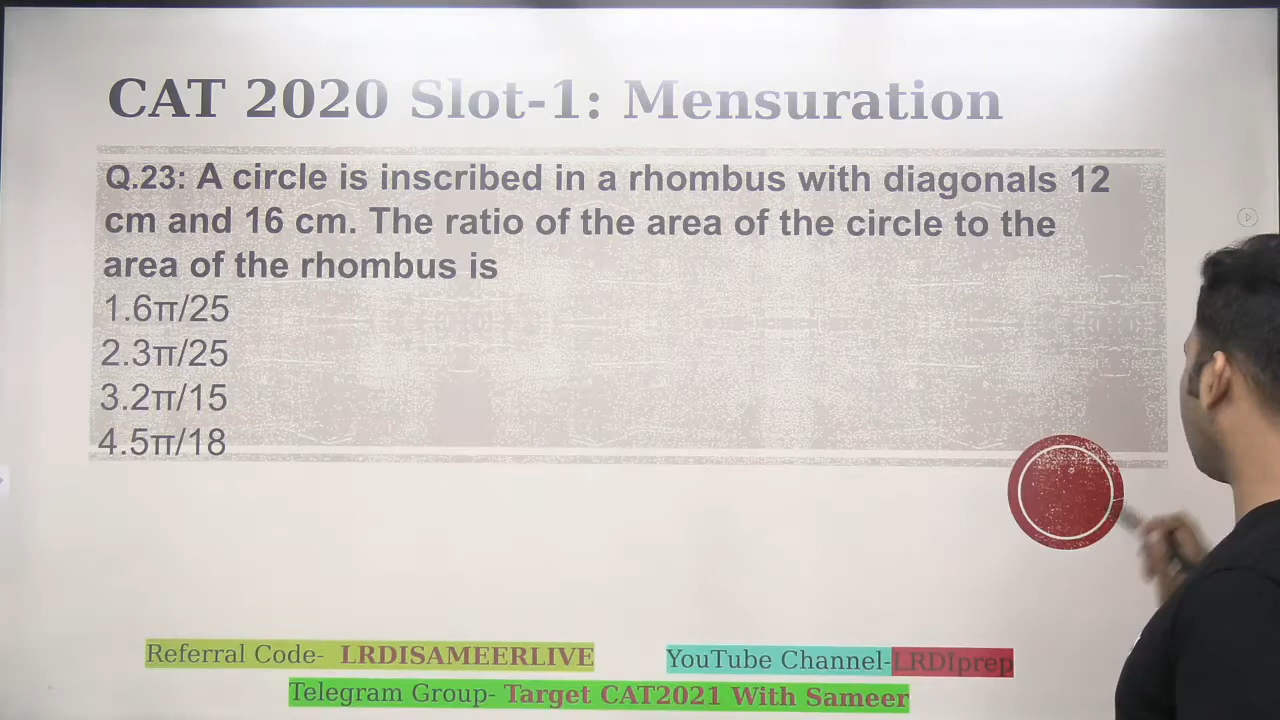 CAT 2020 Slot-1: Mensuration
Q.23: A circle is inscribed in a rhombus with diagonals 12
cm and 16 cm. The ratio of the area of the circle to the
area of the rhombus is
1.6π/25
2.3π/25
3.2π/15
4.5π/18
Referral Code- LRDISAMEERLIVE
YouTube Channel-LRDIprep
Telegram Group- Target CAT2021 With Sameer